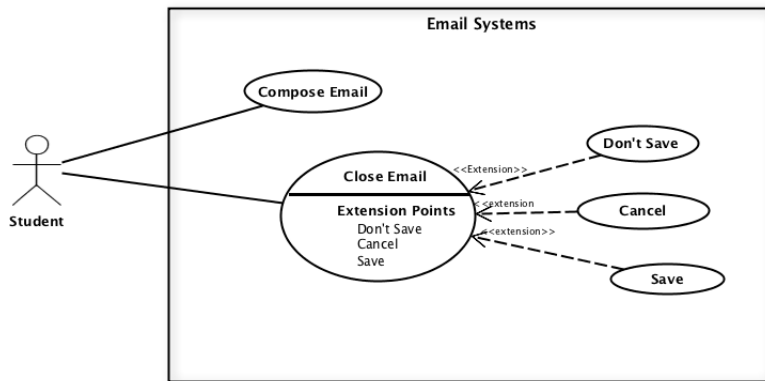 Email Systems
Compose Email
Don't Save
<<Extension>>
Close Email
<<extension
Extension Points
Cancel
Don't Save
Student
<<extension>>
Cancel
Save
Save